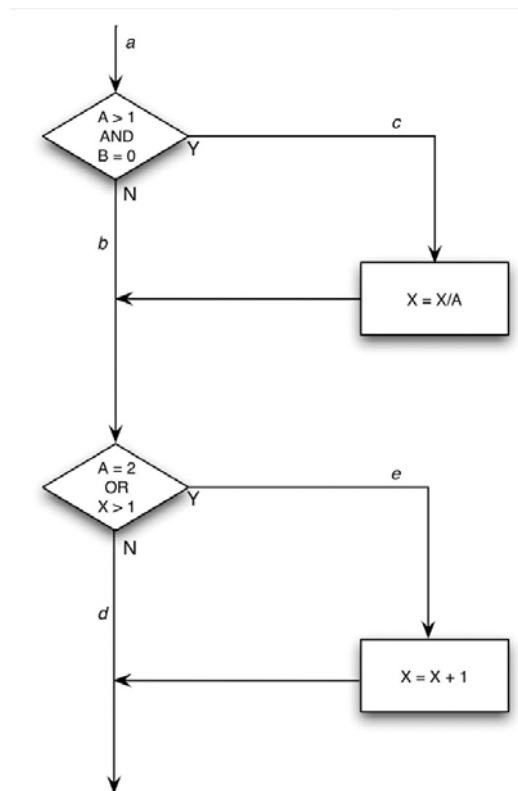 a
A > 1
AND
B = 0
Y
c
N
b
X = X/A
A = 2
OR
X > 1
Y
e
N
d
X = X + 1